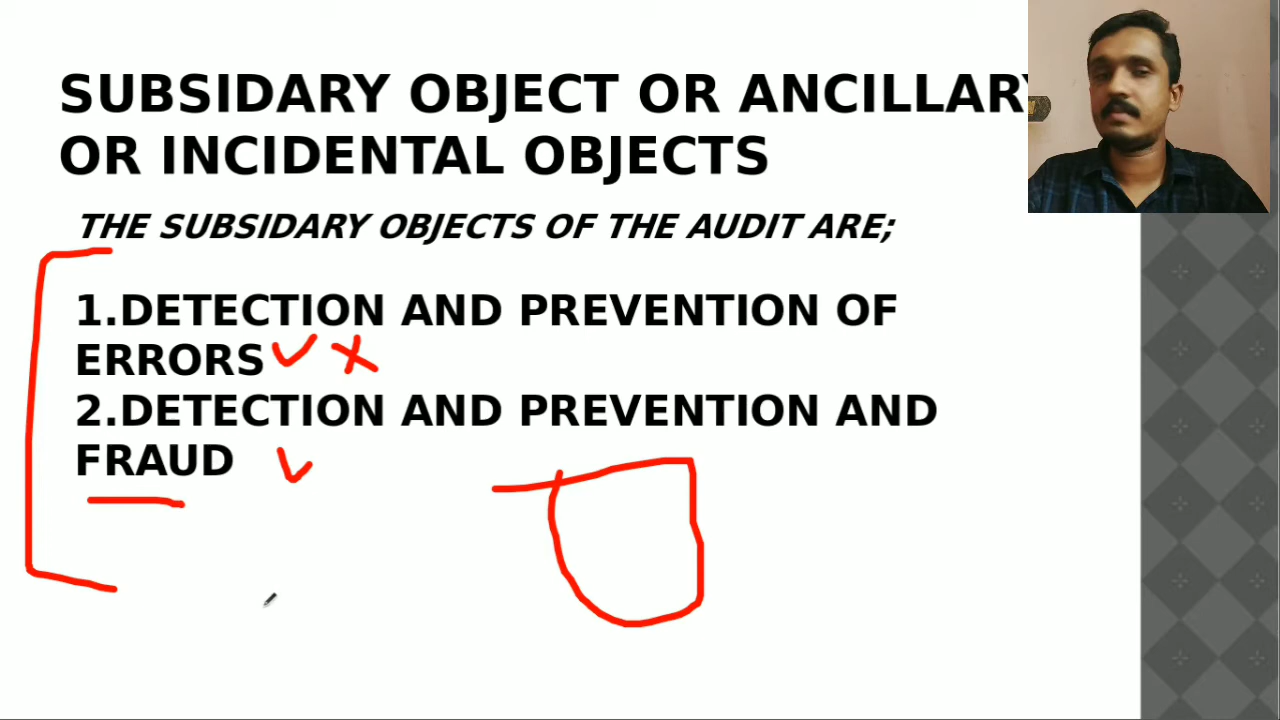 SUBSIDARY OBJECT OR ANCILLARY
OR INCIDENTAL OBJECTS
THE SUBSIDARY OBJECTS OF THE AUDIT ARE;
1.DETECTION AND PREVENTION OF
ERRORS
2.DETECTION AND PREVENTION AND
FRAUD